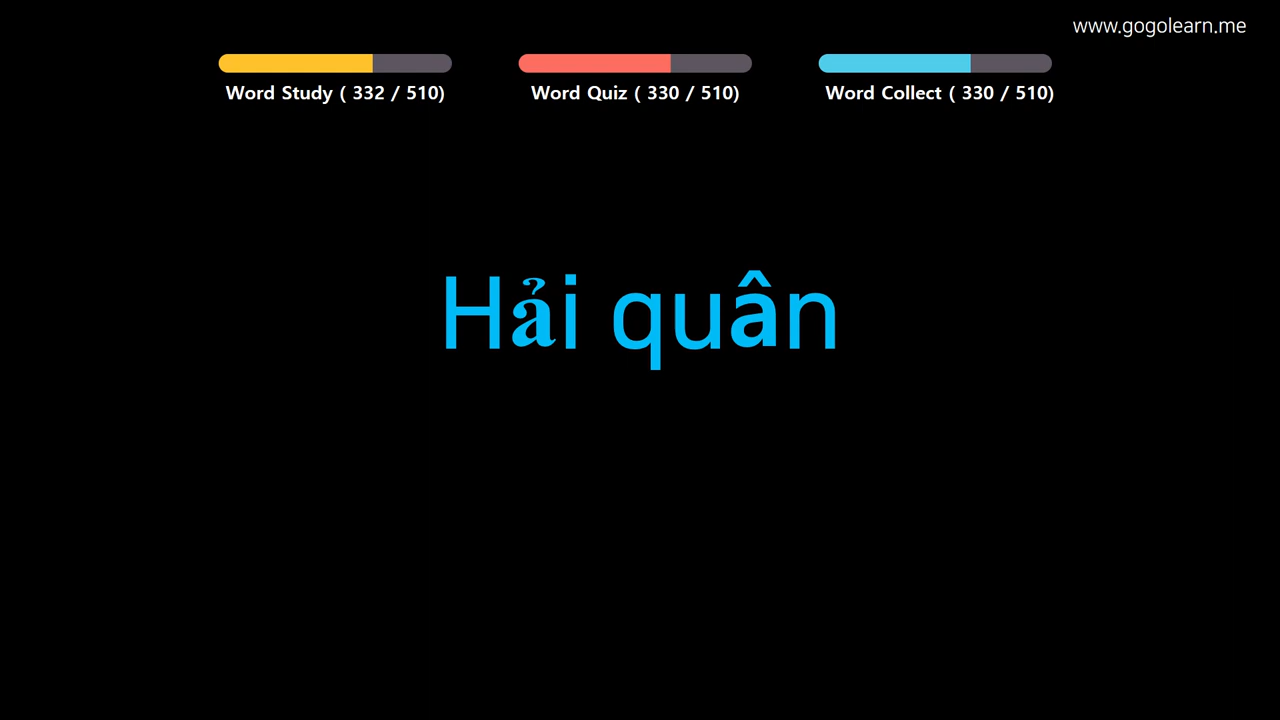 www.gogolearn.me
Word Study ( 332 / 510)
Word Quiz ( 330 / 510)
Word Collect ( 330 / 510)
Hải quân